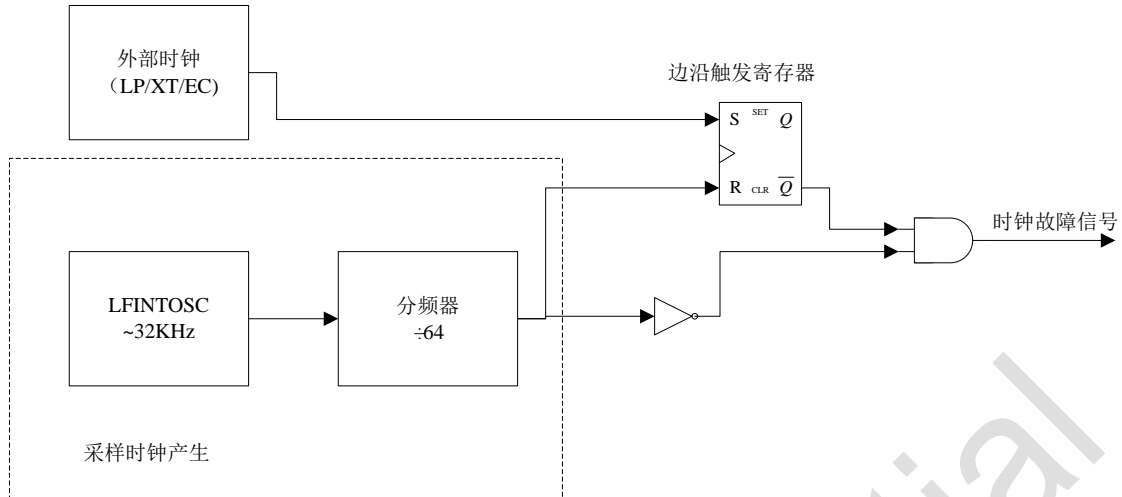 外部时钟
（LP/XT/EC)
边沿触发寄存器
S SET Q
R CLR Q̅
时钟故障信号
LFINTOSC
~32KHz
分频器
÷64
采样时钟产生
ial